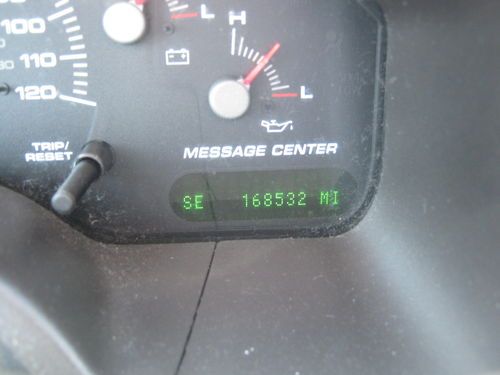 100
110
120
L
H
L
TRIP/
RESET
MESSAGE CENTER
SE 168532 MI